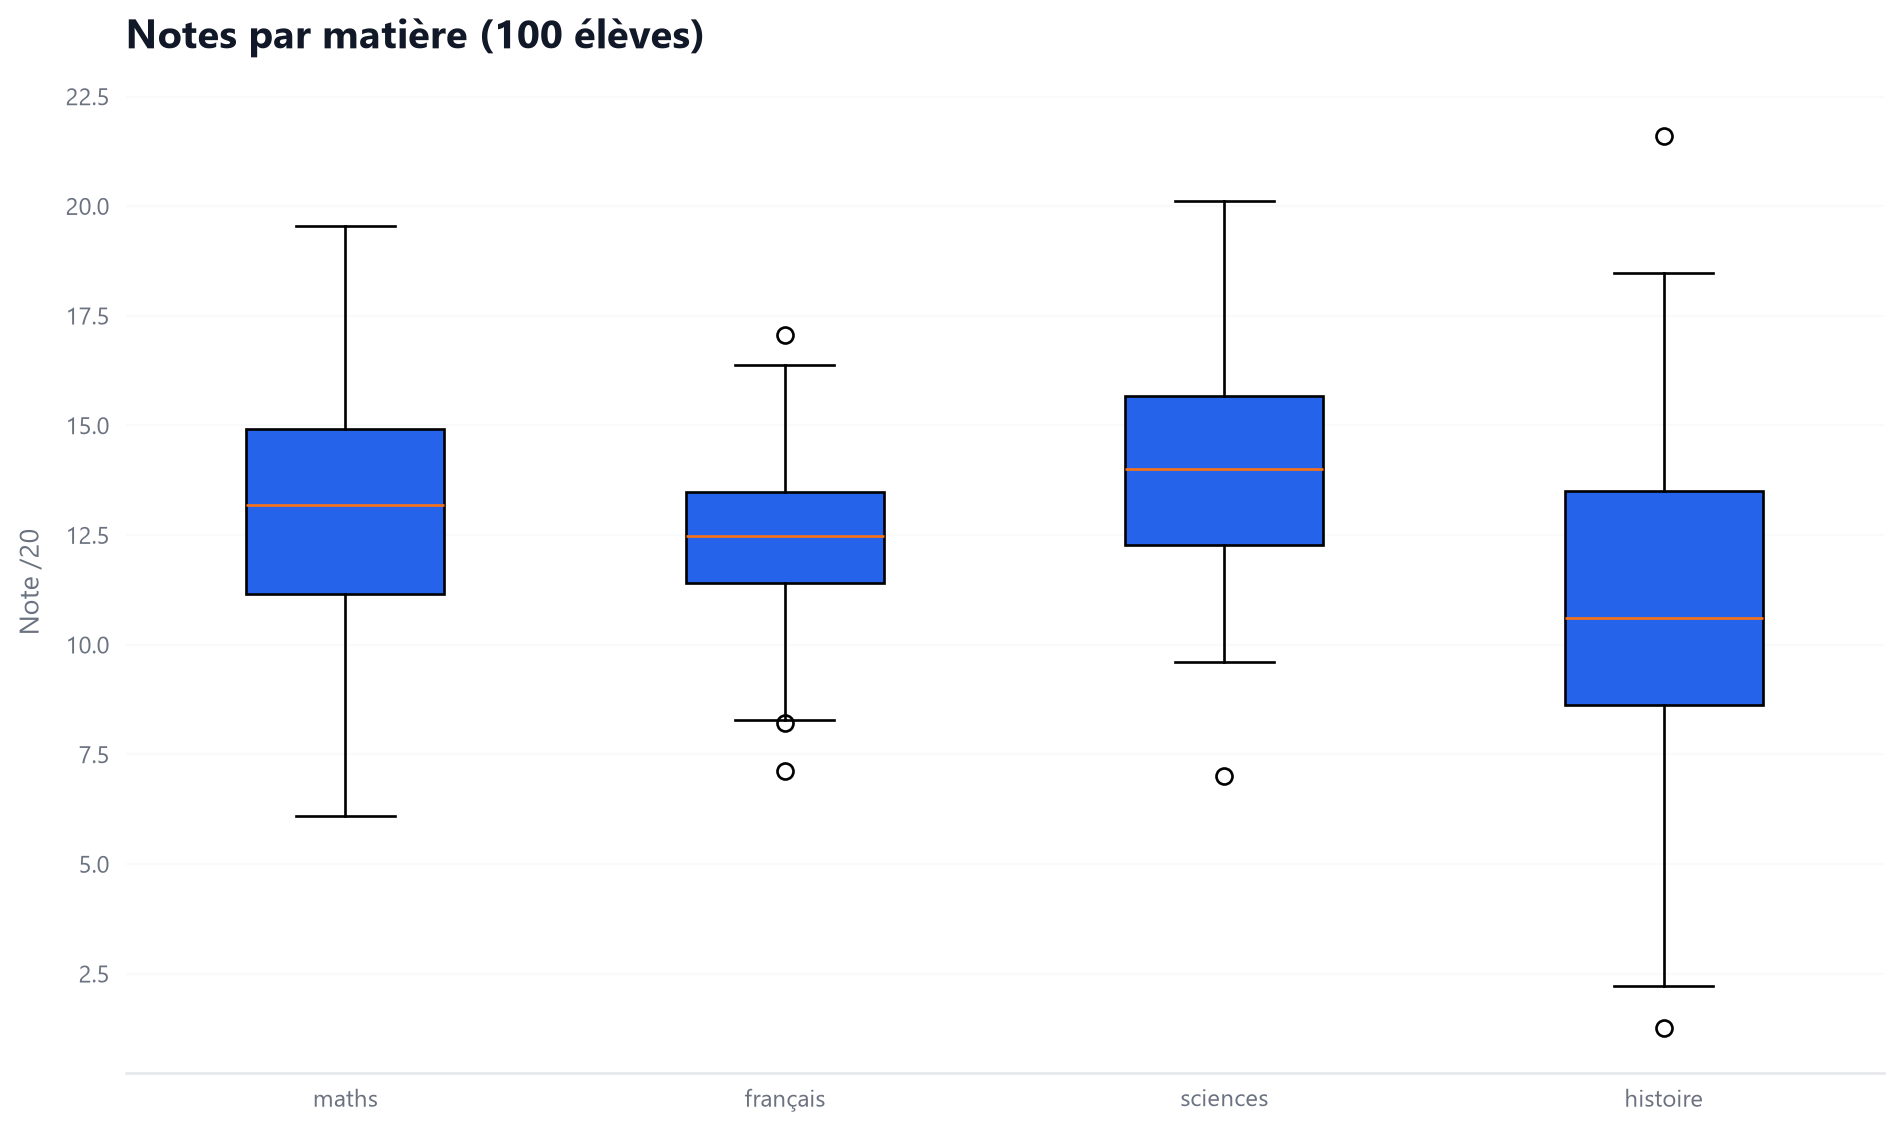 Notes par matière (100 élèves)
22.5
20.0
17.5
15.0
12.5
10.0
7.5
5.0
2.5
Note /20
maths
français
sciences
histoire